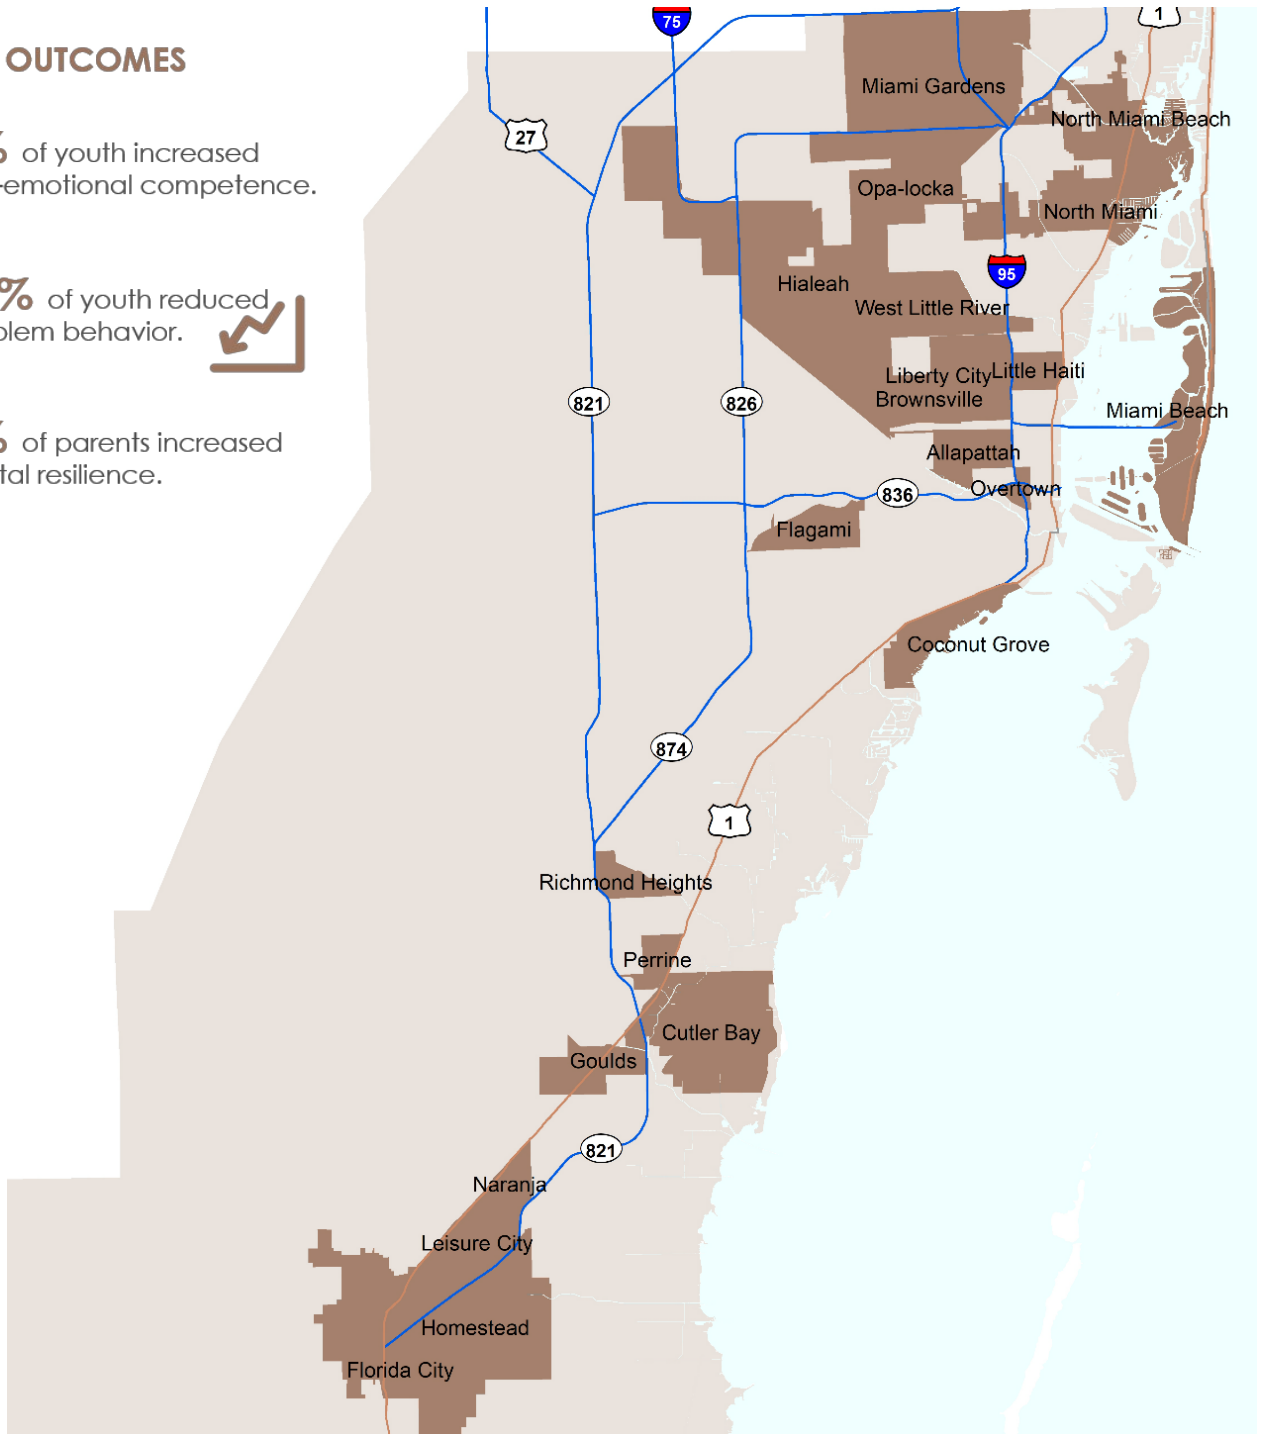 OUTCOMES
% of youth increased
-emotional competence.
% of youth reduced
blem behavior.
% of parents increased
tal resilience.
75
1
27
Miami Gardens
North Miami Beach
Opa-locka
North Miami
95
Hialeah
West Little River
821
826
Liberty City
Little Haiti
Brownsville
Miami Beach
Allapattah
836
Overtown
Flagami
Coconut Grove
874
1
Richmond Heights
Perrine
Cutler Bay
Goulds
821
Naranja
Leisure City
Homestead
Florida City